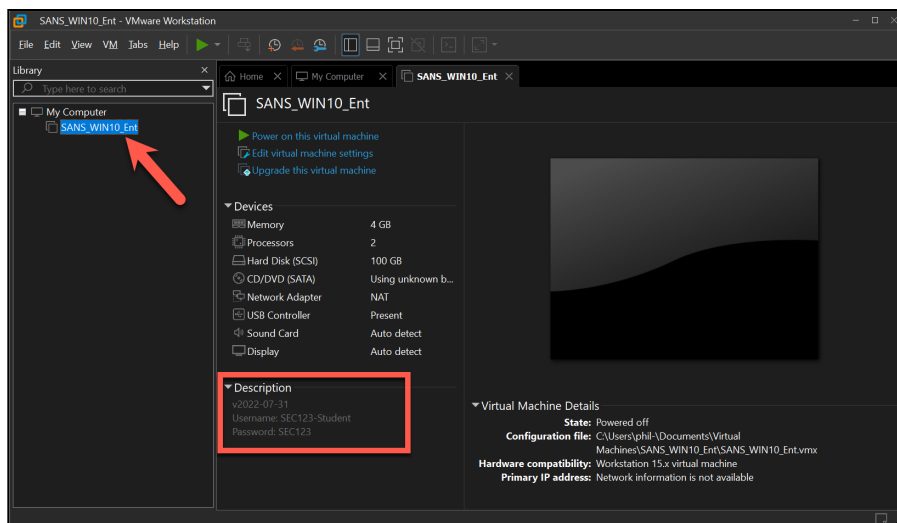 SANS_WIN10_Ent - VMware Workstation
File Edit View VM Tabs Help
Library
Type here to search
My Computer
SANS_WIN10_Ent
Home My Computer SANS_WIN10_Ent
SANS_WIN10_Ent
Power on this virtual machine
Edit virtual machine settings
Upgrade this virtual machine
Devices
Memory 4 GB
Processors 2
Hard Disk (SCSI) 100 GB
CD/DVD (SATA) Using unknown b...
Network Adapter NAT
USB Controller Present
Sound Card Auto detect
Display Auto detect
Description
v2022-07-31
Username: SEC123-Student
Password: SEC123
Virtual Machine Details
State: Powered off
Configuration file: C:\Users\phil-\Documents\Virtual
Machines\SANS_WIN10_Ent\SANS_WIN10_Ent.vmx
Hardware compatibility: Workstation 15.x virtual machine
Primary IP address: Network information is not available